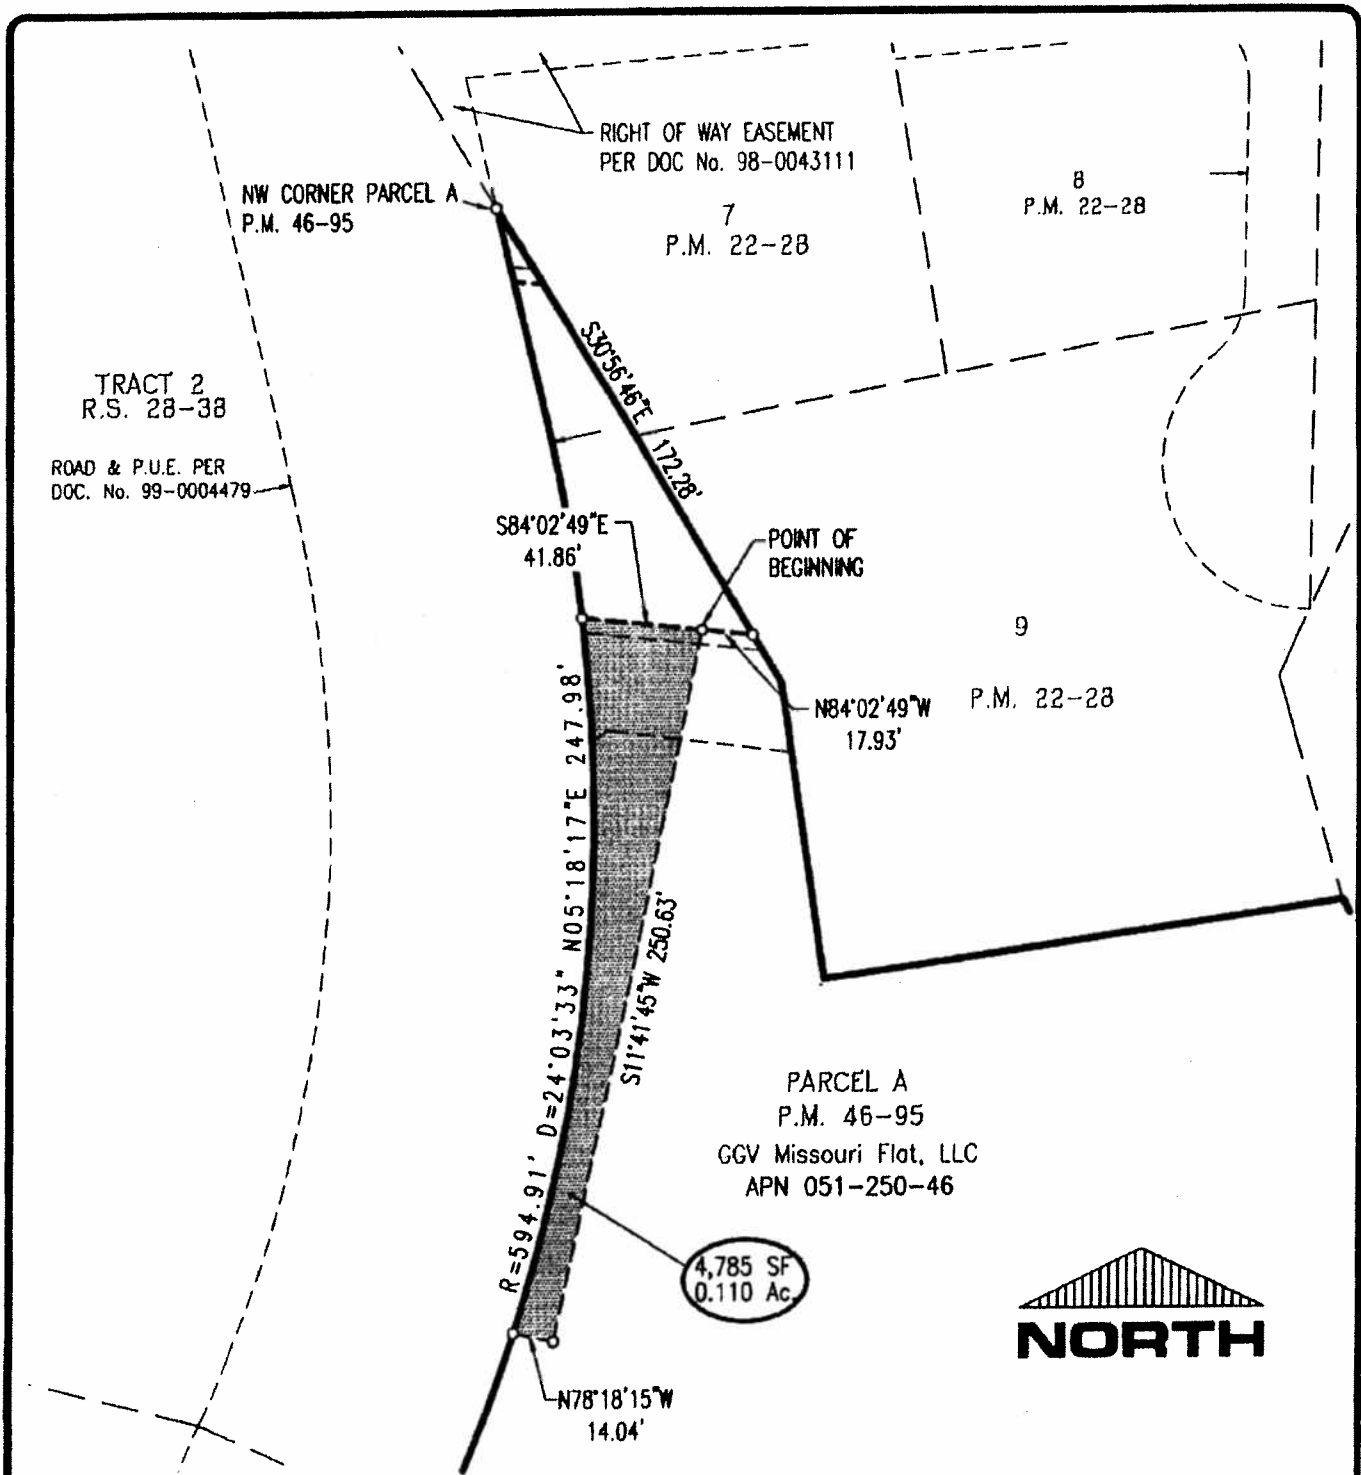 RIGHT OF WAY EASEMENT
PER DOC No. 98-0043111
NW CORNER PARCEL A
P.M. 46-95
7
P.M. 22-28
8
P.M. 22-28
S30°56'46"E 172.28'
TRACT 2
R.S. 28-38
ROAD & P.U.E. PER
DOC. No. 99-0004479
S84°02'49"E
41.86'
POINT OF
BEGINNING
9
P.M. 22-28
N84°02'49"W
17.93'
R=594.91' D=24°03'33" N05°18'17"E 247.98'
S11°41'45"W 250.63'
PARCEL A
P.M. 46-95
GGV Missouri Flat, LLC
APN 051-250-46
4,785 SF
0.110 Ac.
NORTH
N78°18'15"W
14.04'